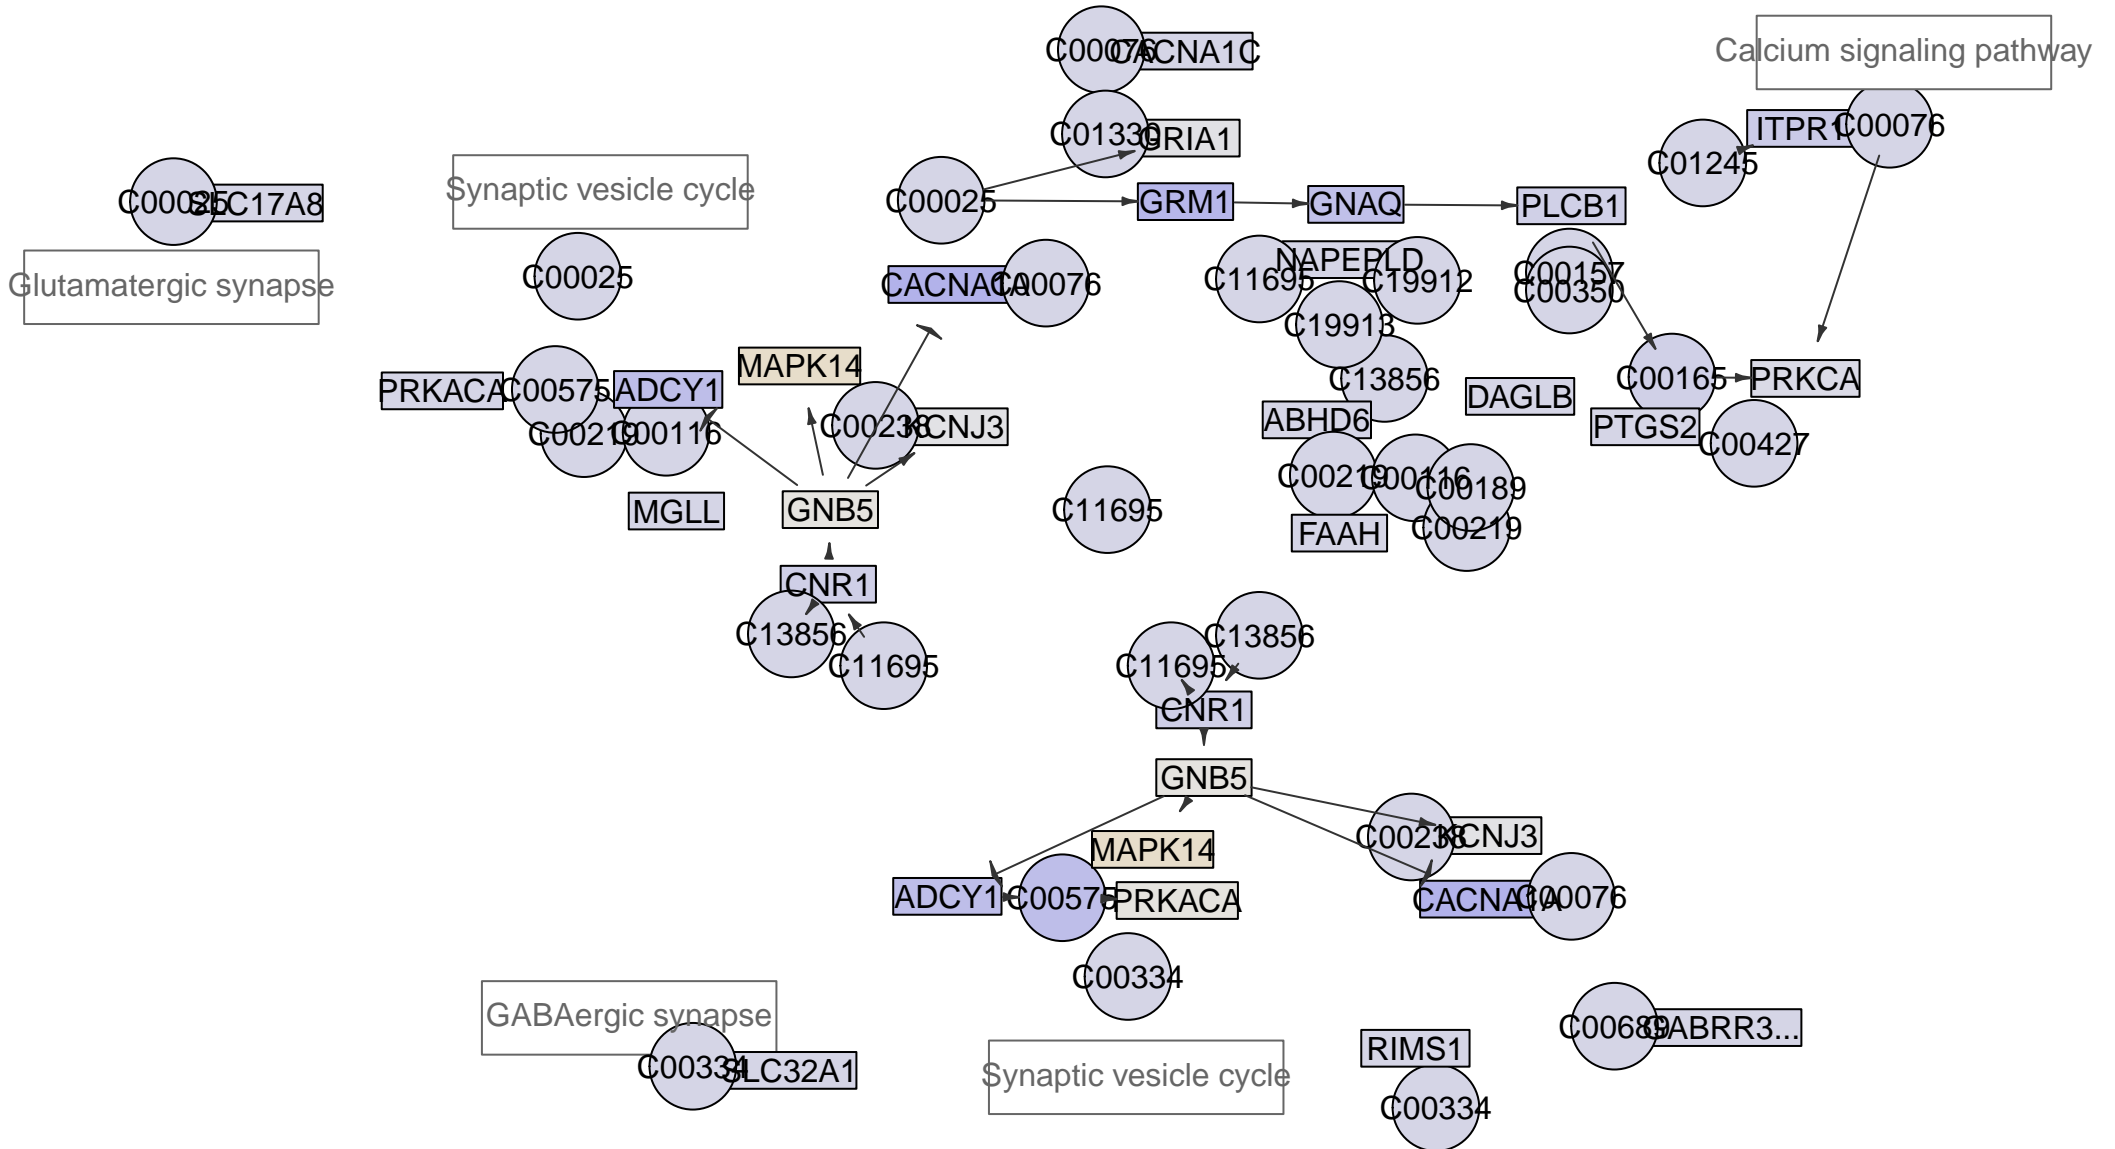 C00076
CACNA1C
Calcium signaling pathway
C01330
GRIA1
ITPR1
C00076
C01245
C00025
SLC17A8
Synaptic vesicle cycle
C00025
GRM1
GNAQ
PLCB1
Glutamatergic synapse
C00025
CACNA1A
C00076
C11695
NAPEPLD
C19912
C00157
C00350
C19913
PRKACA
C00575
ADCY1
MAPK14
C13856
DAGLB
C00165
PRKCA
C00219
C00116
C00238
KCNJ3
ABHD6
PTGS2
C00427
MGLL
GNB5
C11695
C00219
C00116
C00189
FAAH
C00219
CNR1
C13856
C11695
C11695
C13856
CNR1
GNB5
MAPK14
C00238
KCNJ3
ADCY1
C00575
PRKACA
CACNA1A
C00076
C00334
GABAergic synapse
C00334
SLC32A1
Synaptic vesicle cycle
RIMS1
C00334
C00689
GABRR3...